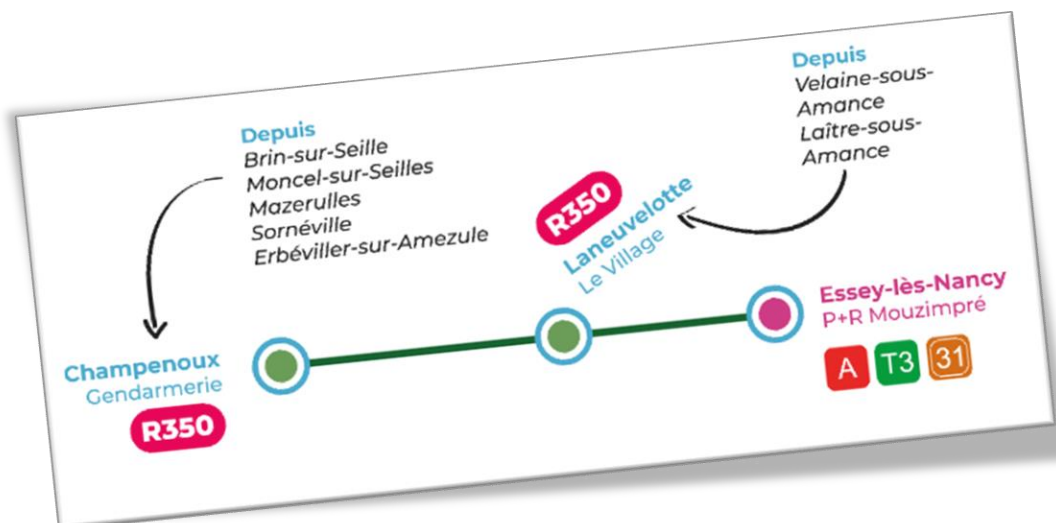 Depuis
Brin-sur-Seille
Moncel-sur-Seilles
Mazerulles
Sornéville
Erbéviller-sur-Amezule
Champenoux
Gendarmerie
R350
R350
Laneuvelotte
Le Village
Depuis
Velaine-sous-
Amance
Laître-sous-
Amance
Essey-lès-Nancy
P+R Mouzimpré
A T3 31